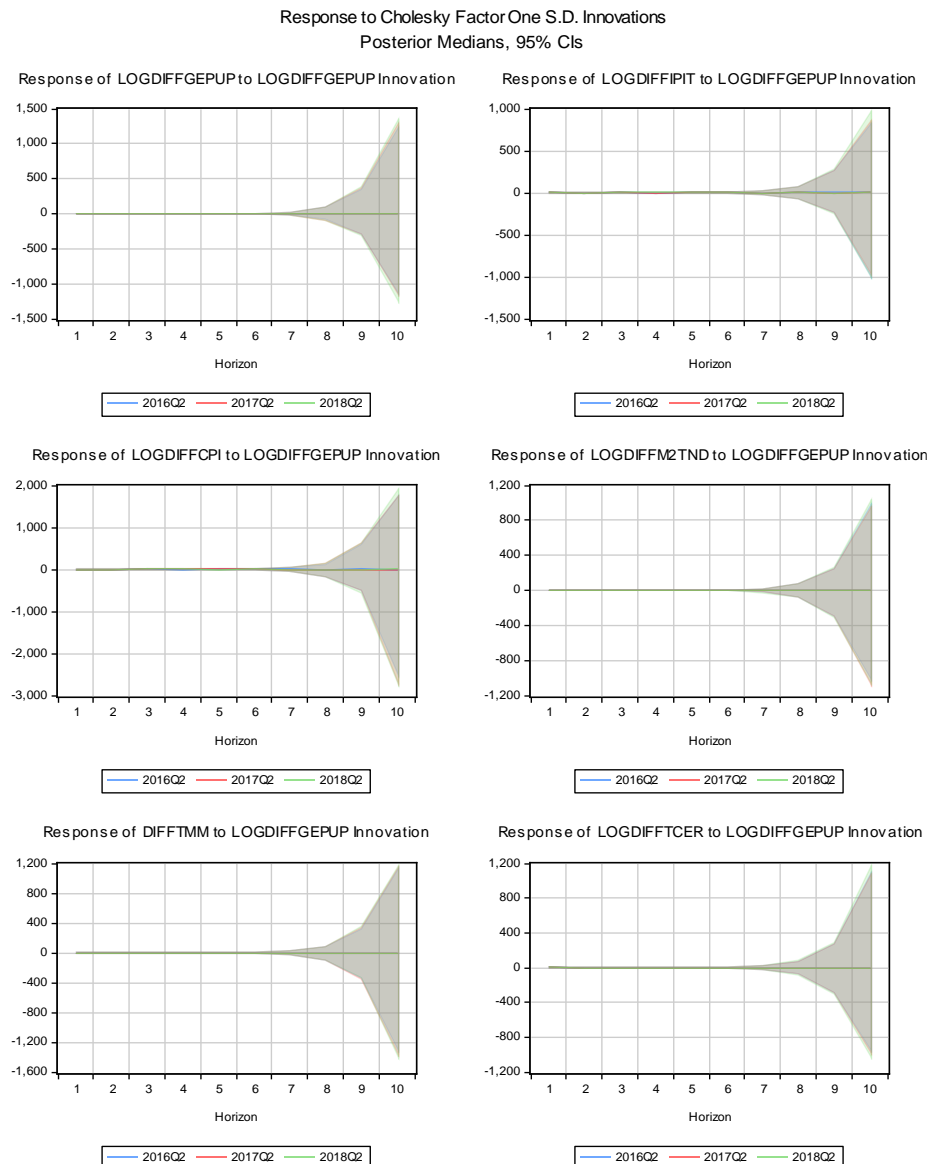 Response to Cholesky Factor One S.D. Innovations
Posterior Medians, 95% CIs
Response of LOGDIFFGEPUP to LOGDIFFGEPUP Innovation
1,500
1,000
500
0
-500
-1,000
-1,500
1 2 3 4 5 6 7 8 9 10
Horizon
2016Q2 2017Q2 2018Q2
Response of LOGDIFFIPIT to LOGDIFFGEPUP Innovation
1,000
500
0
-500
-1,000
-1,500
1 2 3 4 5 6 7 8 9 10
Horizon
2016Q2 2017Q2 2018Q2
Response of LOGDIFFCPI to LOGDIFFGEPUP Innovation
2,000
1,000
0
-1,000
-2,000
-3,000
1 2 3 4 5 6 7 8 9 10
Horizon
2016Q2 2017Q2 2018Q2
Response of LOGDIFFM2TND to LOGDIFFGEPUP Innovation
1,200
800
400
0
-400
-800
-1,200
1 2 3 4 5 6 7 8 9 10
Horizon
2016Q2 2017Q2 2018Q2
Response of DIFFTMM to LOGDIFFGEPUP Innovation
1,200
800
400
0
-400
-800
-1,200
-1,600
1 2 3 4 5 6 7 8 9 10
Horizon
2016Q2 2017Q2 2018Q2
Response of LOGDIFFTCER to LOGDIFFGEPUP Innovation
1,200
800
400
0
-400
-800
-1,200
1 2 3 4 5 6 7 8 9 10
Horizon
2016Q2 2017Q2 2018Q2